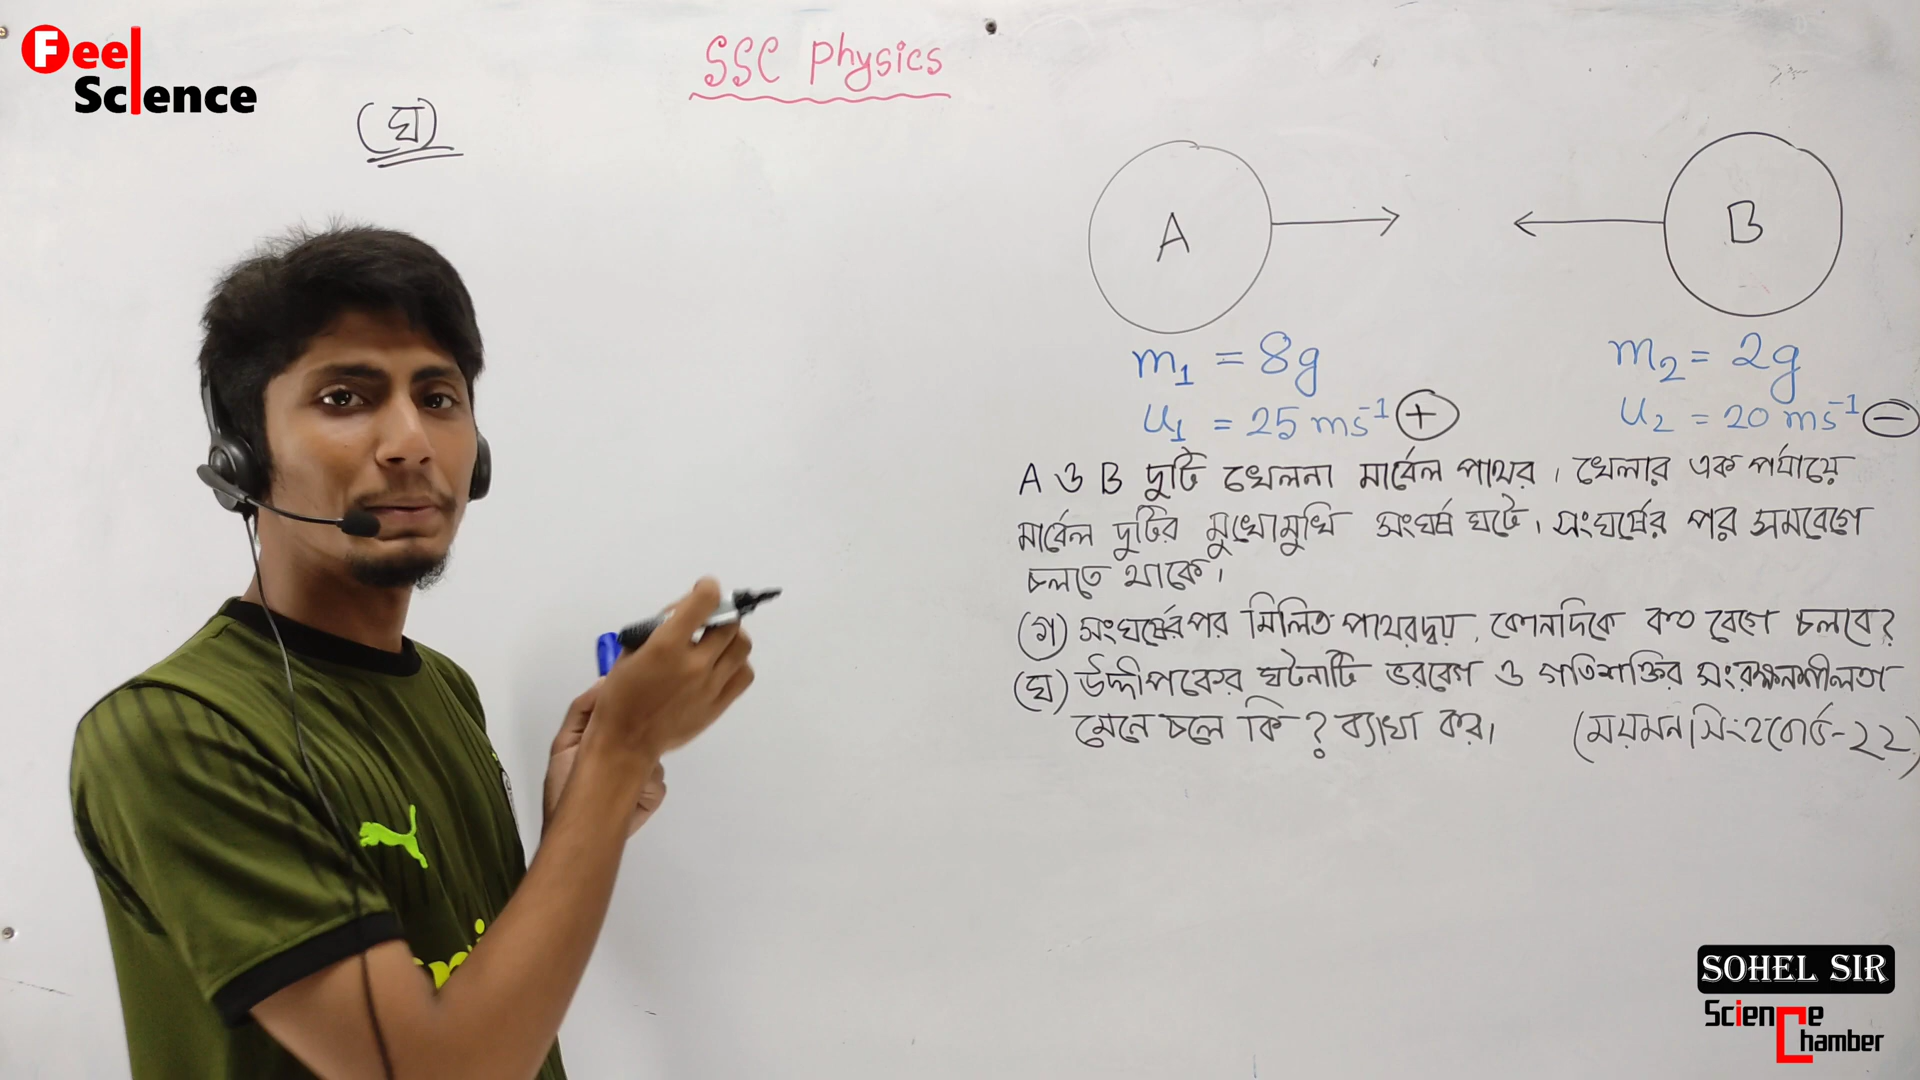 Feel
Science
SSC Physics
(ঘ)
A
B
m₁ = 8g
m₂ = 2g
u₁ = 25 ms⁻¹ +
u₂ = 20 ms⁻¹ −
A ও B দুটি খেলনা মার্বেল পাথর। খেলার এক পর্যায়ে
মার্বেল দুটির মুখোমুখি সংঘর্ষ ঘটে। সংঘর্ষের পর সমবেগে
চলতে থাকে।
(গ) সংঘর্ষের পর মিলিত পাথরদ্বয় কোনদিকে কত বেগে চলবে?
(ঘ) উদ্দীপকের ঘটনাটি ভরবেগ ও গতিশক্তির সংরক্ষনশীলতা
মেনে চলে কি? ব্যাখা কর। (ময়মনসিংহ বোর্ড-২২)
SOHEL SIR
Science
Chamber